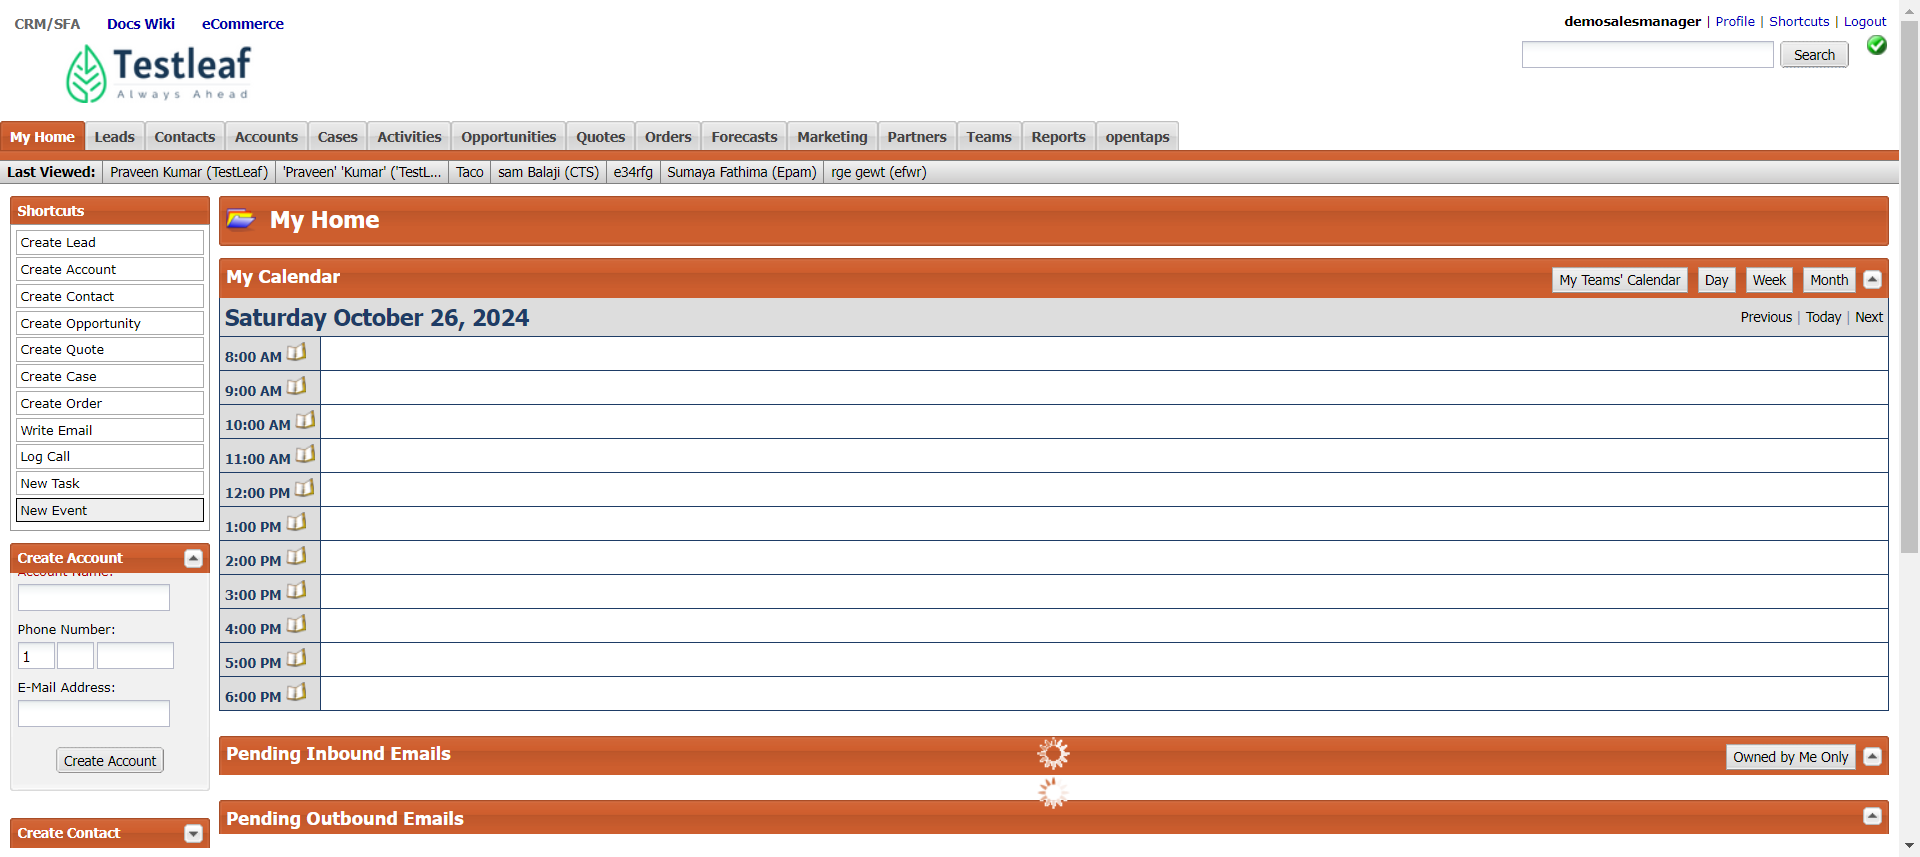 CRM/SFA Docs Wiki eCommerce
demosalesmanager | Profile | Shortcuts | Logout
Testleaf
Always Ahead
Search
My Home Leads Contacts Accounts Cases Activities Opportunities Quotes Orders Forecasts Marketing Partners Teams Reports opentaps
Last Viewed: Praveen Kumar (TestLeaf) 'Praveen' 'Kumar' ('TestL... Taco sam Balaji (CTS) e34rfg Sumaya Fathima (Epam) rge gewt (efwr)
Shortcuts
Create Lead
Create Account
Create Contact
Create Opportunity
Create Quote
Create Case
Create Order
Write Email
Log Call
New Task
New Event
Create Account
Account Name:
Phone Number:
1
E-Mail Address:
Create Account
Create Contact
My Home
My Calendar
My Teams' Calendar Day Week Month
Saturday October 26, 2024
Previous | Today | Next
8:00 AM
9:00 AM
10:00 AM
11:00 AM
12:00 PM
1:00 PM
2:00 PM
3:00 PM
4:00 PM
5:00 PM
6:00 PM
Pending Inbound Emails
Owned by Me Only
Pending Outbound Emails